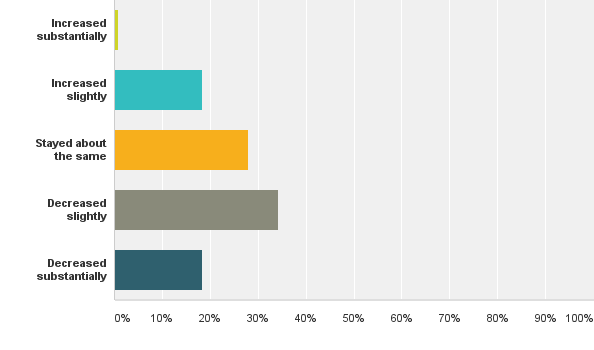 Increased
substantially
Increased
slightly
Stayed about
the same
Decreased
slightly
Decreased
substantially
0% 10% 20% 30% 40% 50% 60% 70% 80% 90% 100%